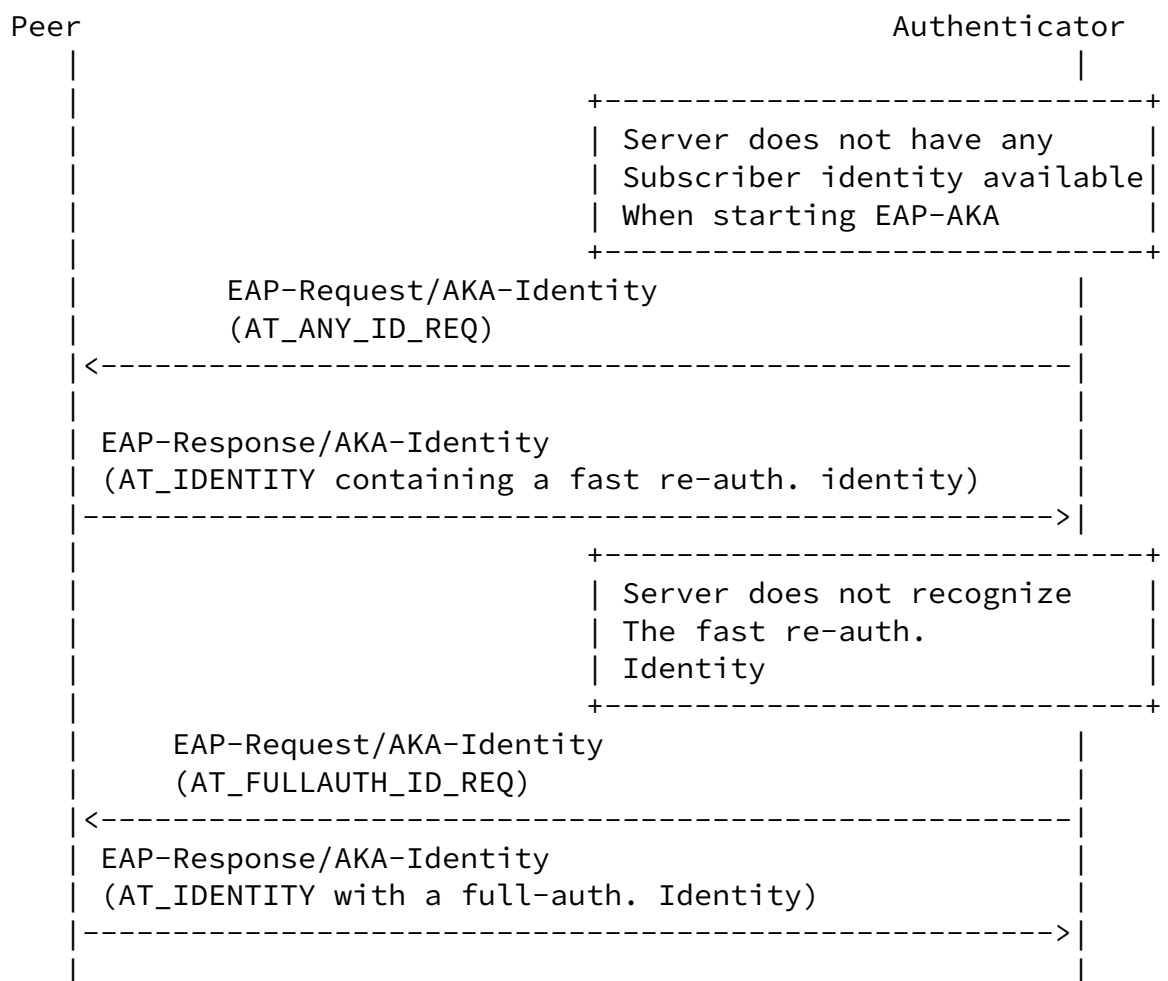 Peer Authenticator
Server does not have any
Subscriber identity available
When starting EAP-AKA
EAP-Request/AKA-Identity
(AT_ANY_ID_REQ)
EAP-Response/AKA-Identity
(AT_IDENTITY containing a fast re-auth. identity)
Server does not recognize
The fast re-auth.
Identity
EAP-Request/AKA-Identity
(AT_FULLAUTH_ID_REQ)
EAP-Response/AKA-Identity
(AT_IDENTITY with a full-auth. Identity)